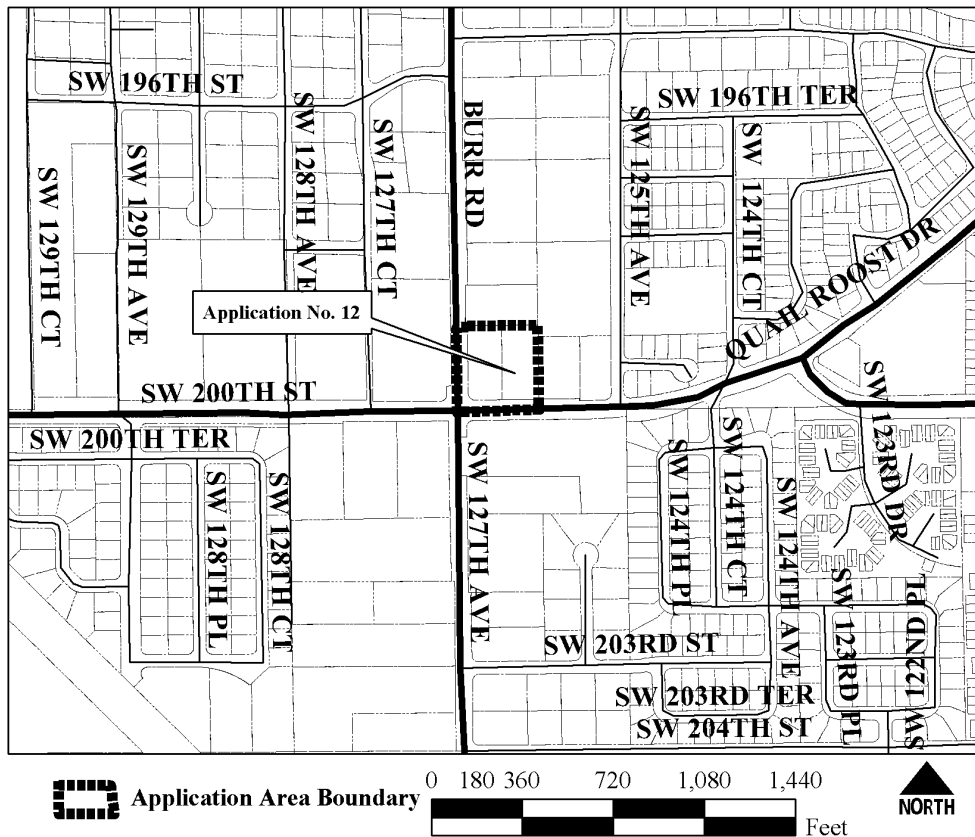 SW 196TH ST
SW 196TH TER
BURR RD
SW 129TH CT
SW 129TH AVE
SW 128TH AVE
SW 127TH CT
SW 125TH AVE
SW 124TH CT
QUAIL ROOST DR
Application No. 12
SW 200TH ST
SW 200TH TER
SW 128TH PL
SW 128TH CT
SW 127TH AVE
SW 124TH PL
SW 124TH CT
SW 124TH AVE
SW 123RD DR
SW 203RD ST
SW 203RD TER
SW 204TH ST
SW 123RD PL
SW 122ND PL
Application Area Boundary
0 180 360 720 1,080 1,440
Feet
NORTH